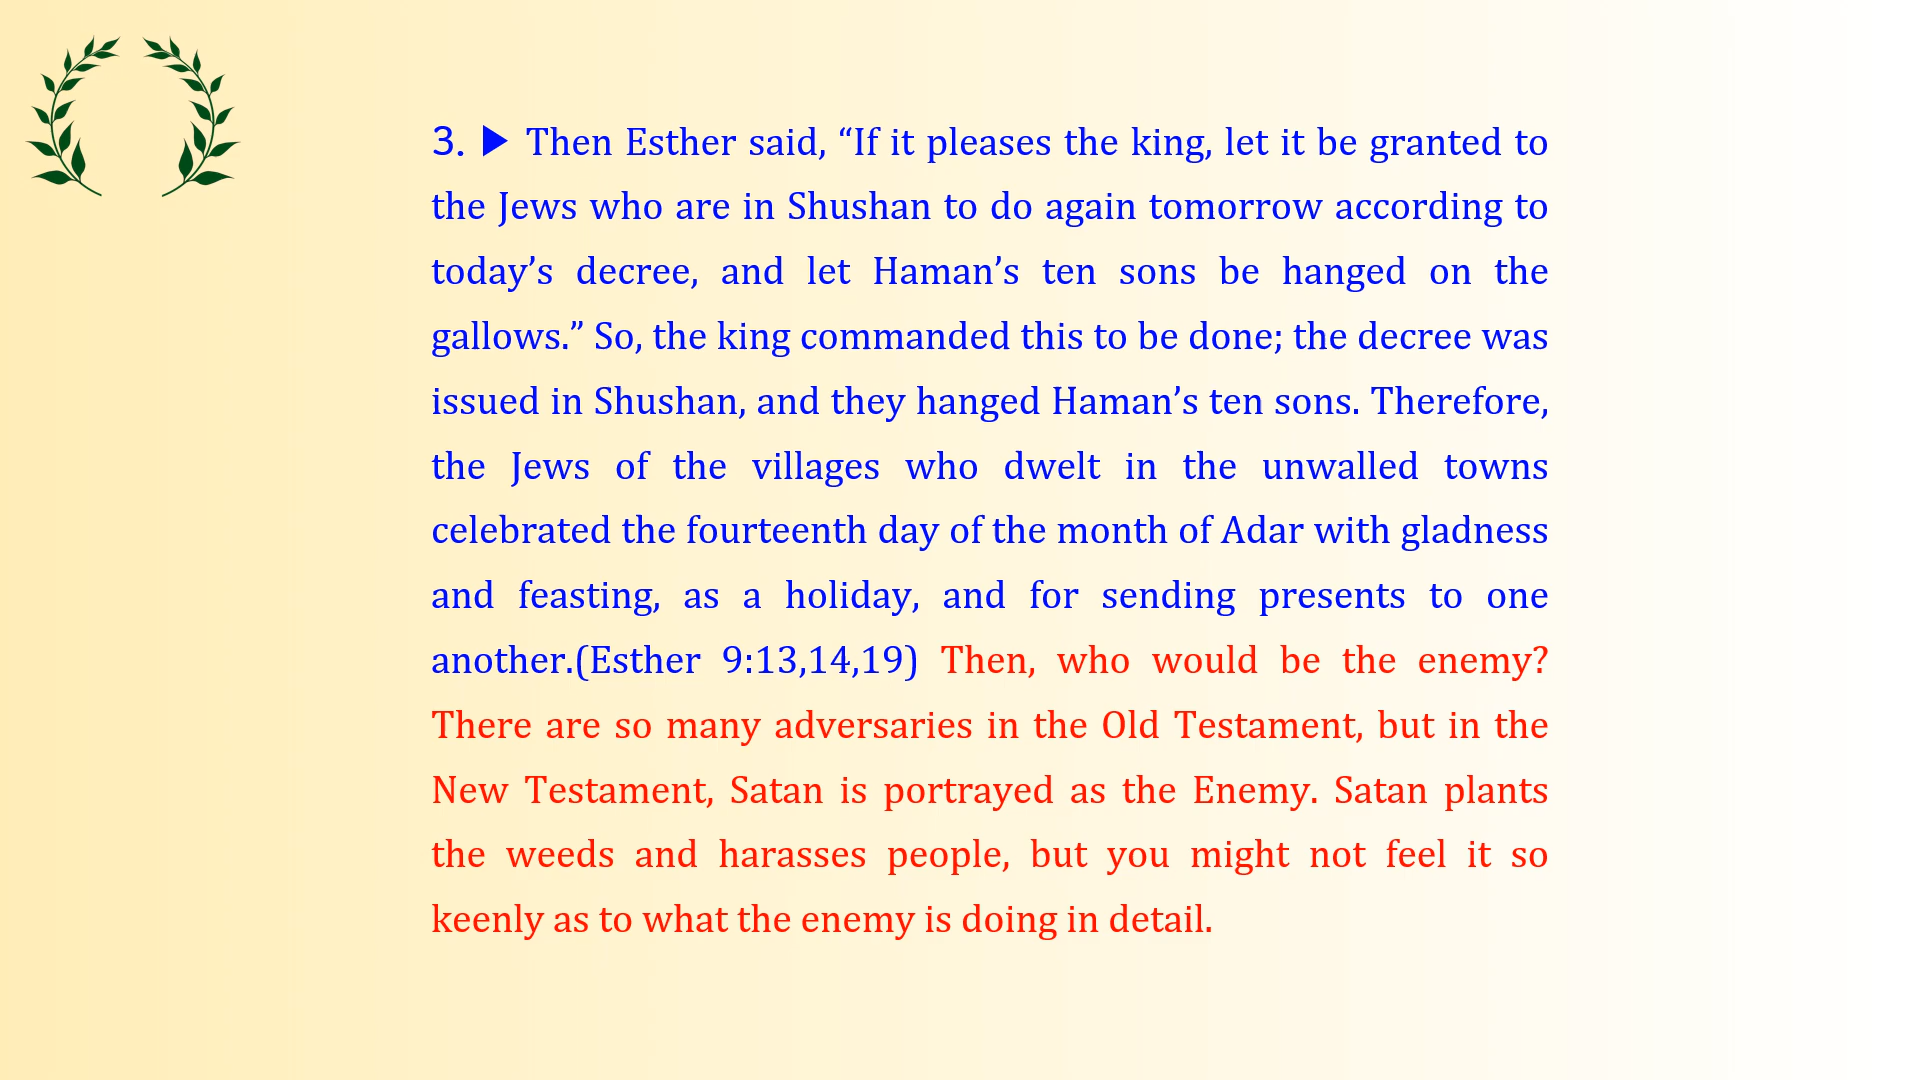 3. ▶ Then Esther said, “If it pleases the king, let it be granted to
the Jews who are in Shushan to do again tomorrow according to
today’s decree, and let Haman’s ten sons be hanged on the
gallows.” So, the king commanded this to be done; the decree was
issued in Shushan, and they hanged Haman’s ten sons. Therefore,
the Jews of the villages who dwelt in the unwalled towns
celebrated the fourteenth day of the month of Adar with gladness
and feasting, as a holiday, and for sending presents to one
another.(Esther 9:13,14,19) Then, who would be the enemy?
There are so many adversaries in the Old Testament, but in the
New Testament, Satan is portrayed as the Enemy. Satan plants
the weeds and harasses people, but you might not feel it so
keenly as to what the enemy is doing in detail.